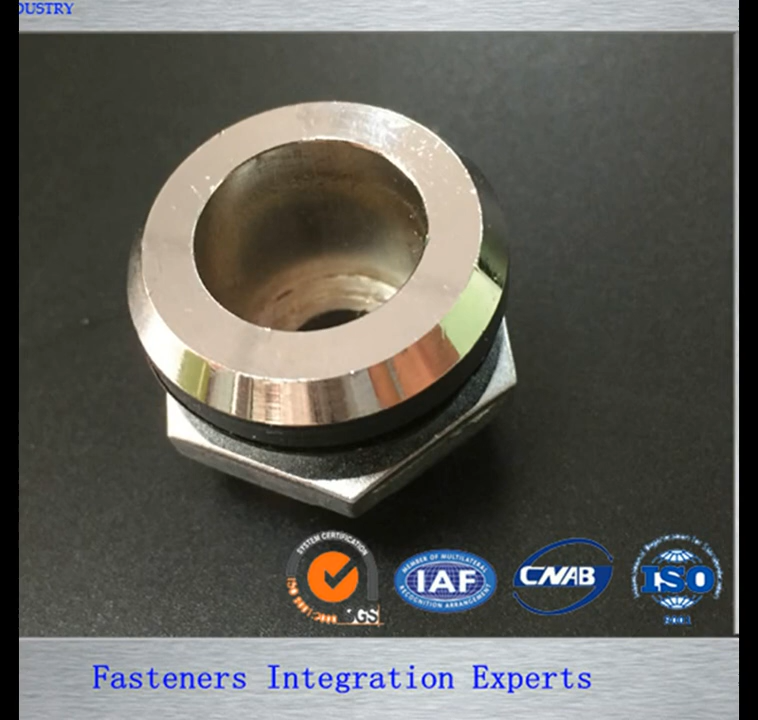 DUSTRY
SYSTEM CERTIFICATION
SGS
MEMBER OF MULTILATERAL
IAF
RECOGNITION ARRANGEMENT
CNAB
ISO
Fasteners Integration Experts